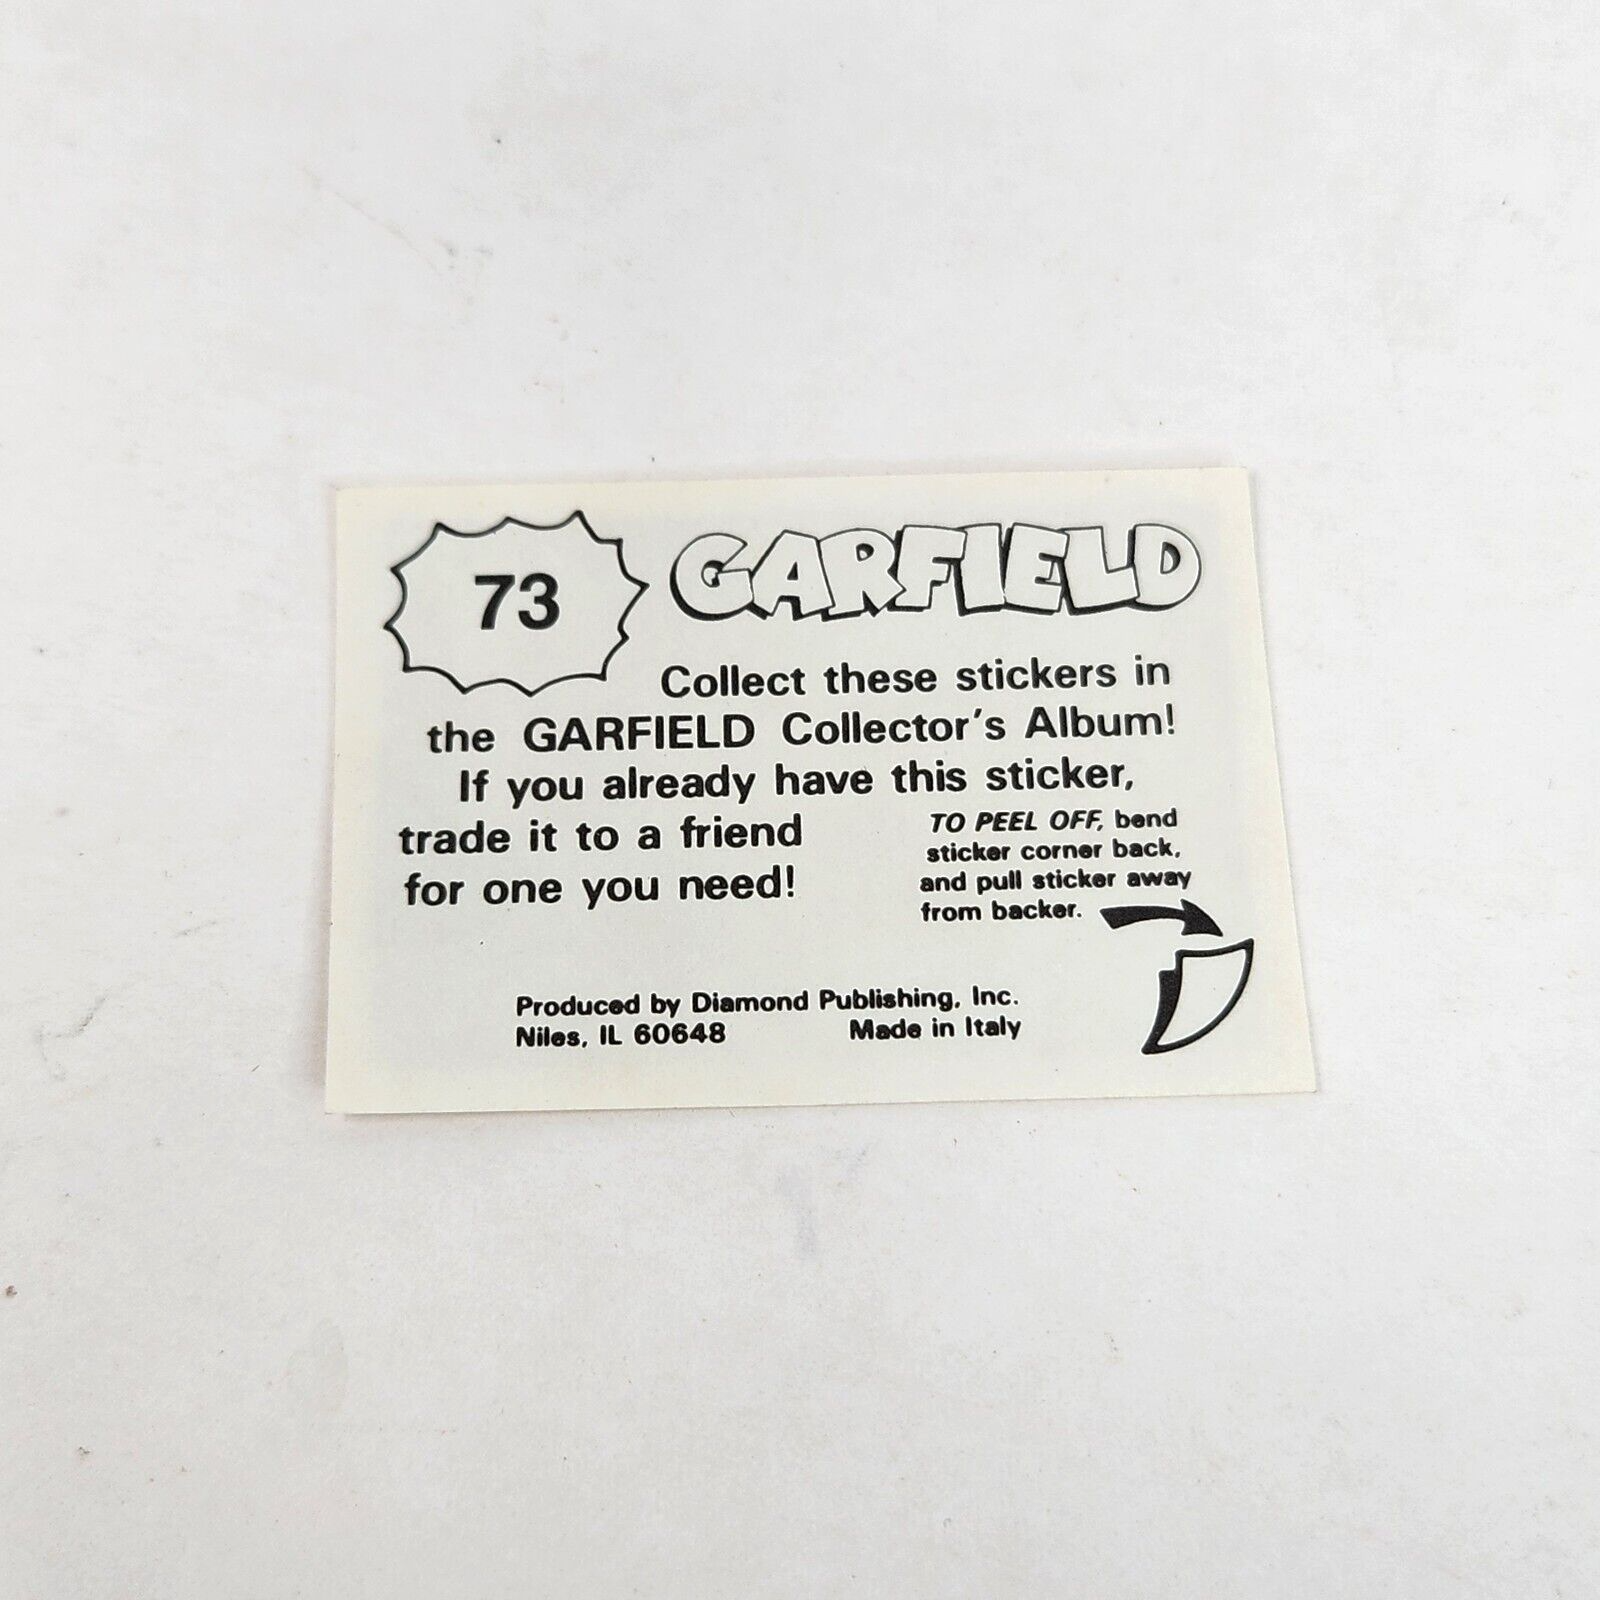 73
GARFIELD
Collect these stickers in
the GARFIELD Collector's Album!
If you already have this sticker,
trade it to a friend
for one you need!
TO PEEL OFF, bend
sticker corner back,
and pull sticker away
from backer.
Produced by Diamond Publishing, Inc.
Niles, IL 60648 Made in Italy